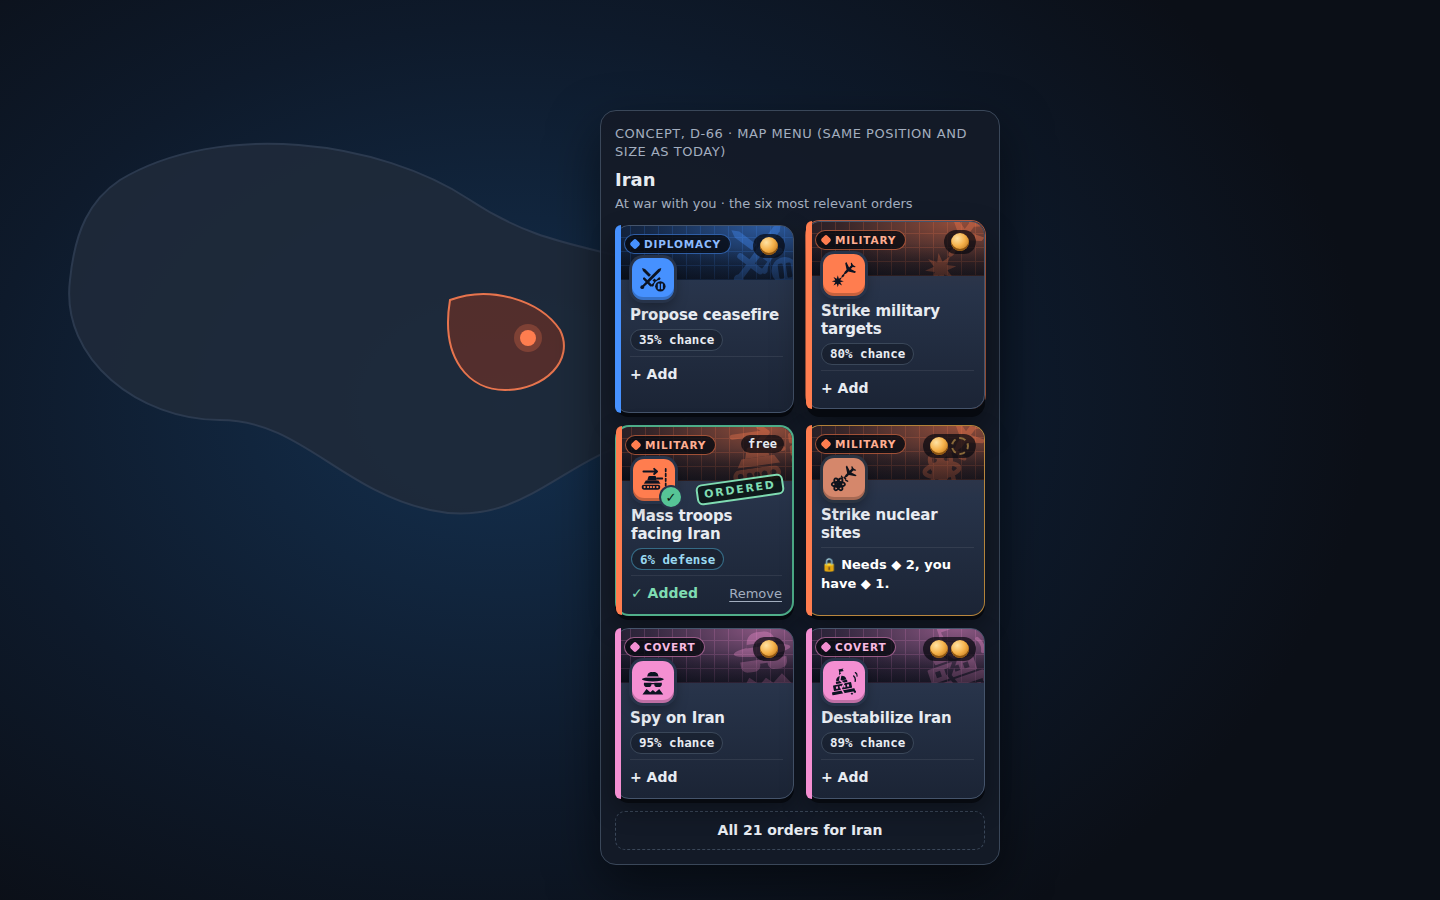 CONCEPT, D-66 · MAP MENU (SAME POSITION AND
SIZE AS TODAY)
Iran
At war with you · the six most relevant orders
DIPLOMACY
Propose ceasefire
35% chance
+ Add
MILITARY
Strike military
targets
80% chance
+ Add
MILITARY
free
ORDERED
Mass troops
facing Iran
6% defense
✓ Added
Remove
MILITARY
Strike nuclear
sites
🔒 Needs ◆ 2, you
have ◆ 1.
COVERT
Spy on Iran
95% chance
+ Add
COVERT
Destabilize Iran
89% chance
+ Add
All 21 orders for Iran